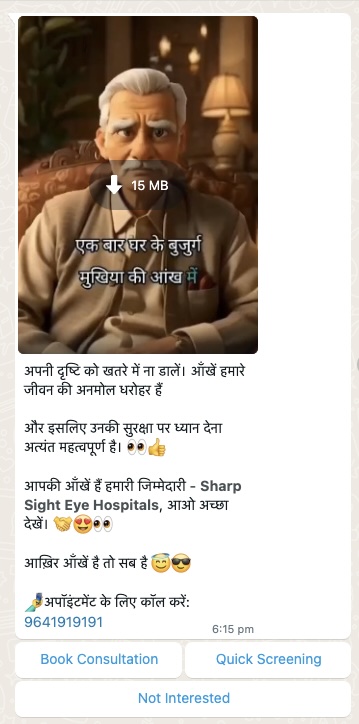 15 MB
एक बार घर के बुजुर्ग
मुखिया की आंख में
अपनी दृष्टि को खतरे में ना डालें। आँखें हमारे
जीवन की अनमोल धरोहर हैं
और इसलिए उनकी सुरक्षा पर ध्यान देना
अत्यंत महत्वपूर्ण है। 👀👍
आपकी आँखें हैं हमारी जिम्मेदारी - Sharp
Sight Eye Hospitals, आओ अच्छा
देखें। 🤝😍👀
आख़िर आँखें है तो सब है 😇😎
🤳अपॉइंटमेंट के लिए कॉल करें:
9641919191
6:15 pm
Book Consultation
Quick Screening
Not Interested